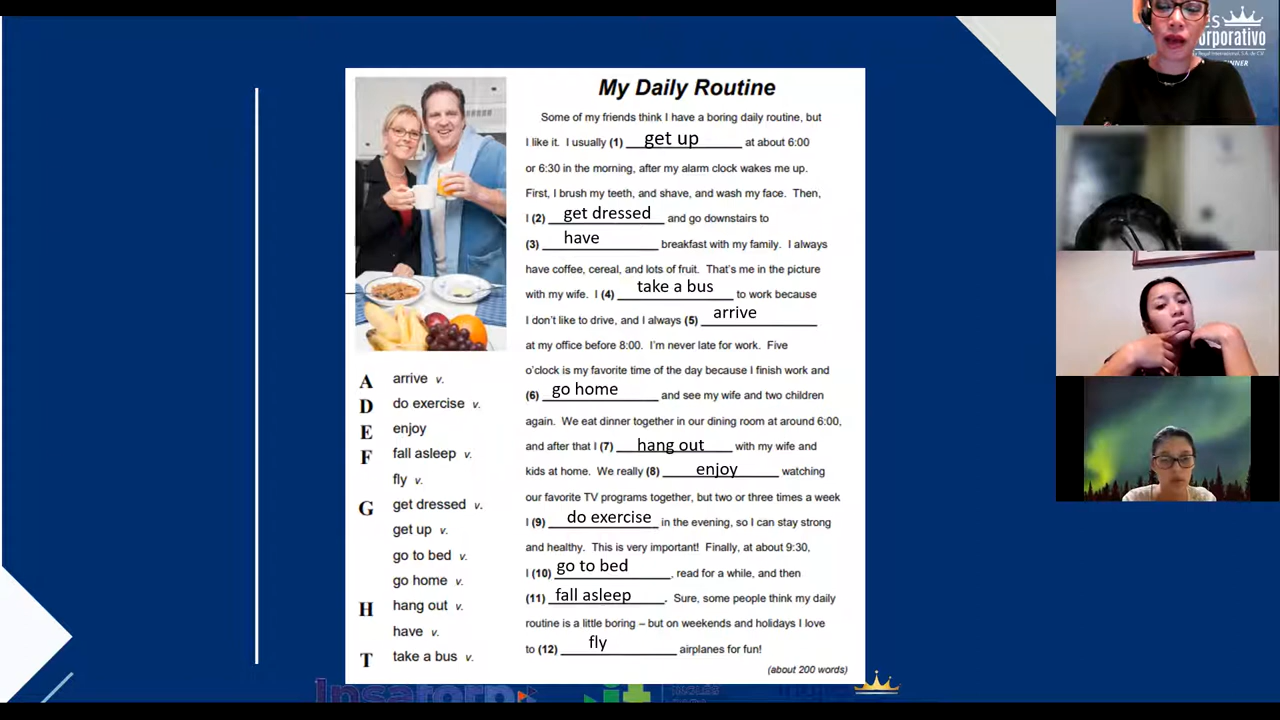 My Daily Routine
Some of my friends think I have a boring daily routine, but
I like it. I usually (1) get up at about 6:00
or 6:30 in the morning, after my alarm clock wakes me up.
First, I brush my teeth, and shave, and wash my face. Then,
I (2) get dressed and go downstairs to
(3) have breakfast with my family. I always
have coffee, cereal, and lots of fruit. That's me in the picture
with my wife. I (4) take a bus to work because
I don't like to drive, and I always (5) arrive
at my office before 8:00. I'm never late for work. Five
o'clock is my favorite time of the day because I finish work and
(6) go home and see my wife and two children
again. We eat dinner together in our dining room at around 6:00,
and after that I (7) hang out with my wife and
kids at home. We really (8) enjoy watching
our favorite TV programs together, but two or three times a week
I (9) do exercise in the evening, so I can stay strong
and healthy. This is very important! Finally, at about 9:30,
I (10) go to bed, read for a while, and then
(11) fall asleep. Sure, some people think my daily
routine is a little boring – but on weekends and holidays I love
to (12) fly airplanes for fun!
(about 200 words)
A arrive v.
D do exercise v.
E enjoy
F fall asleep v.
fly v.
G get dressed v.
get up v.
go to bed v.
go home v.
H hang out v.
have v.
T take a bus v.